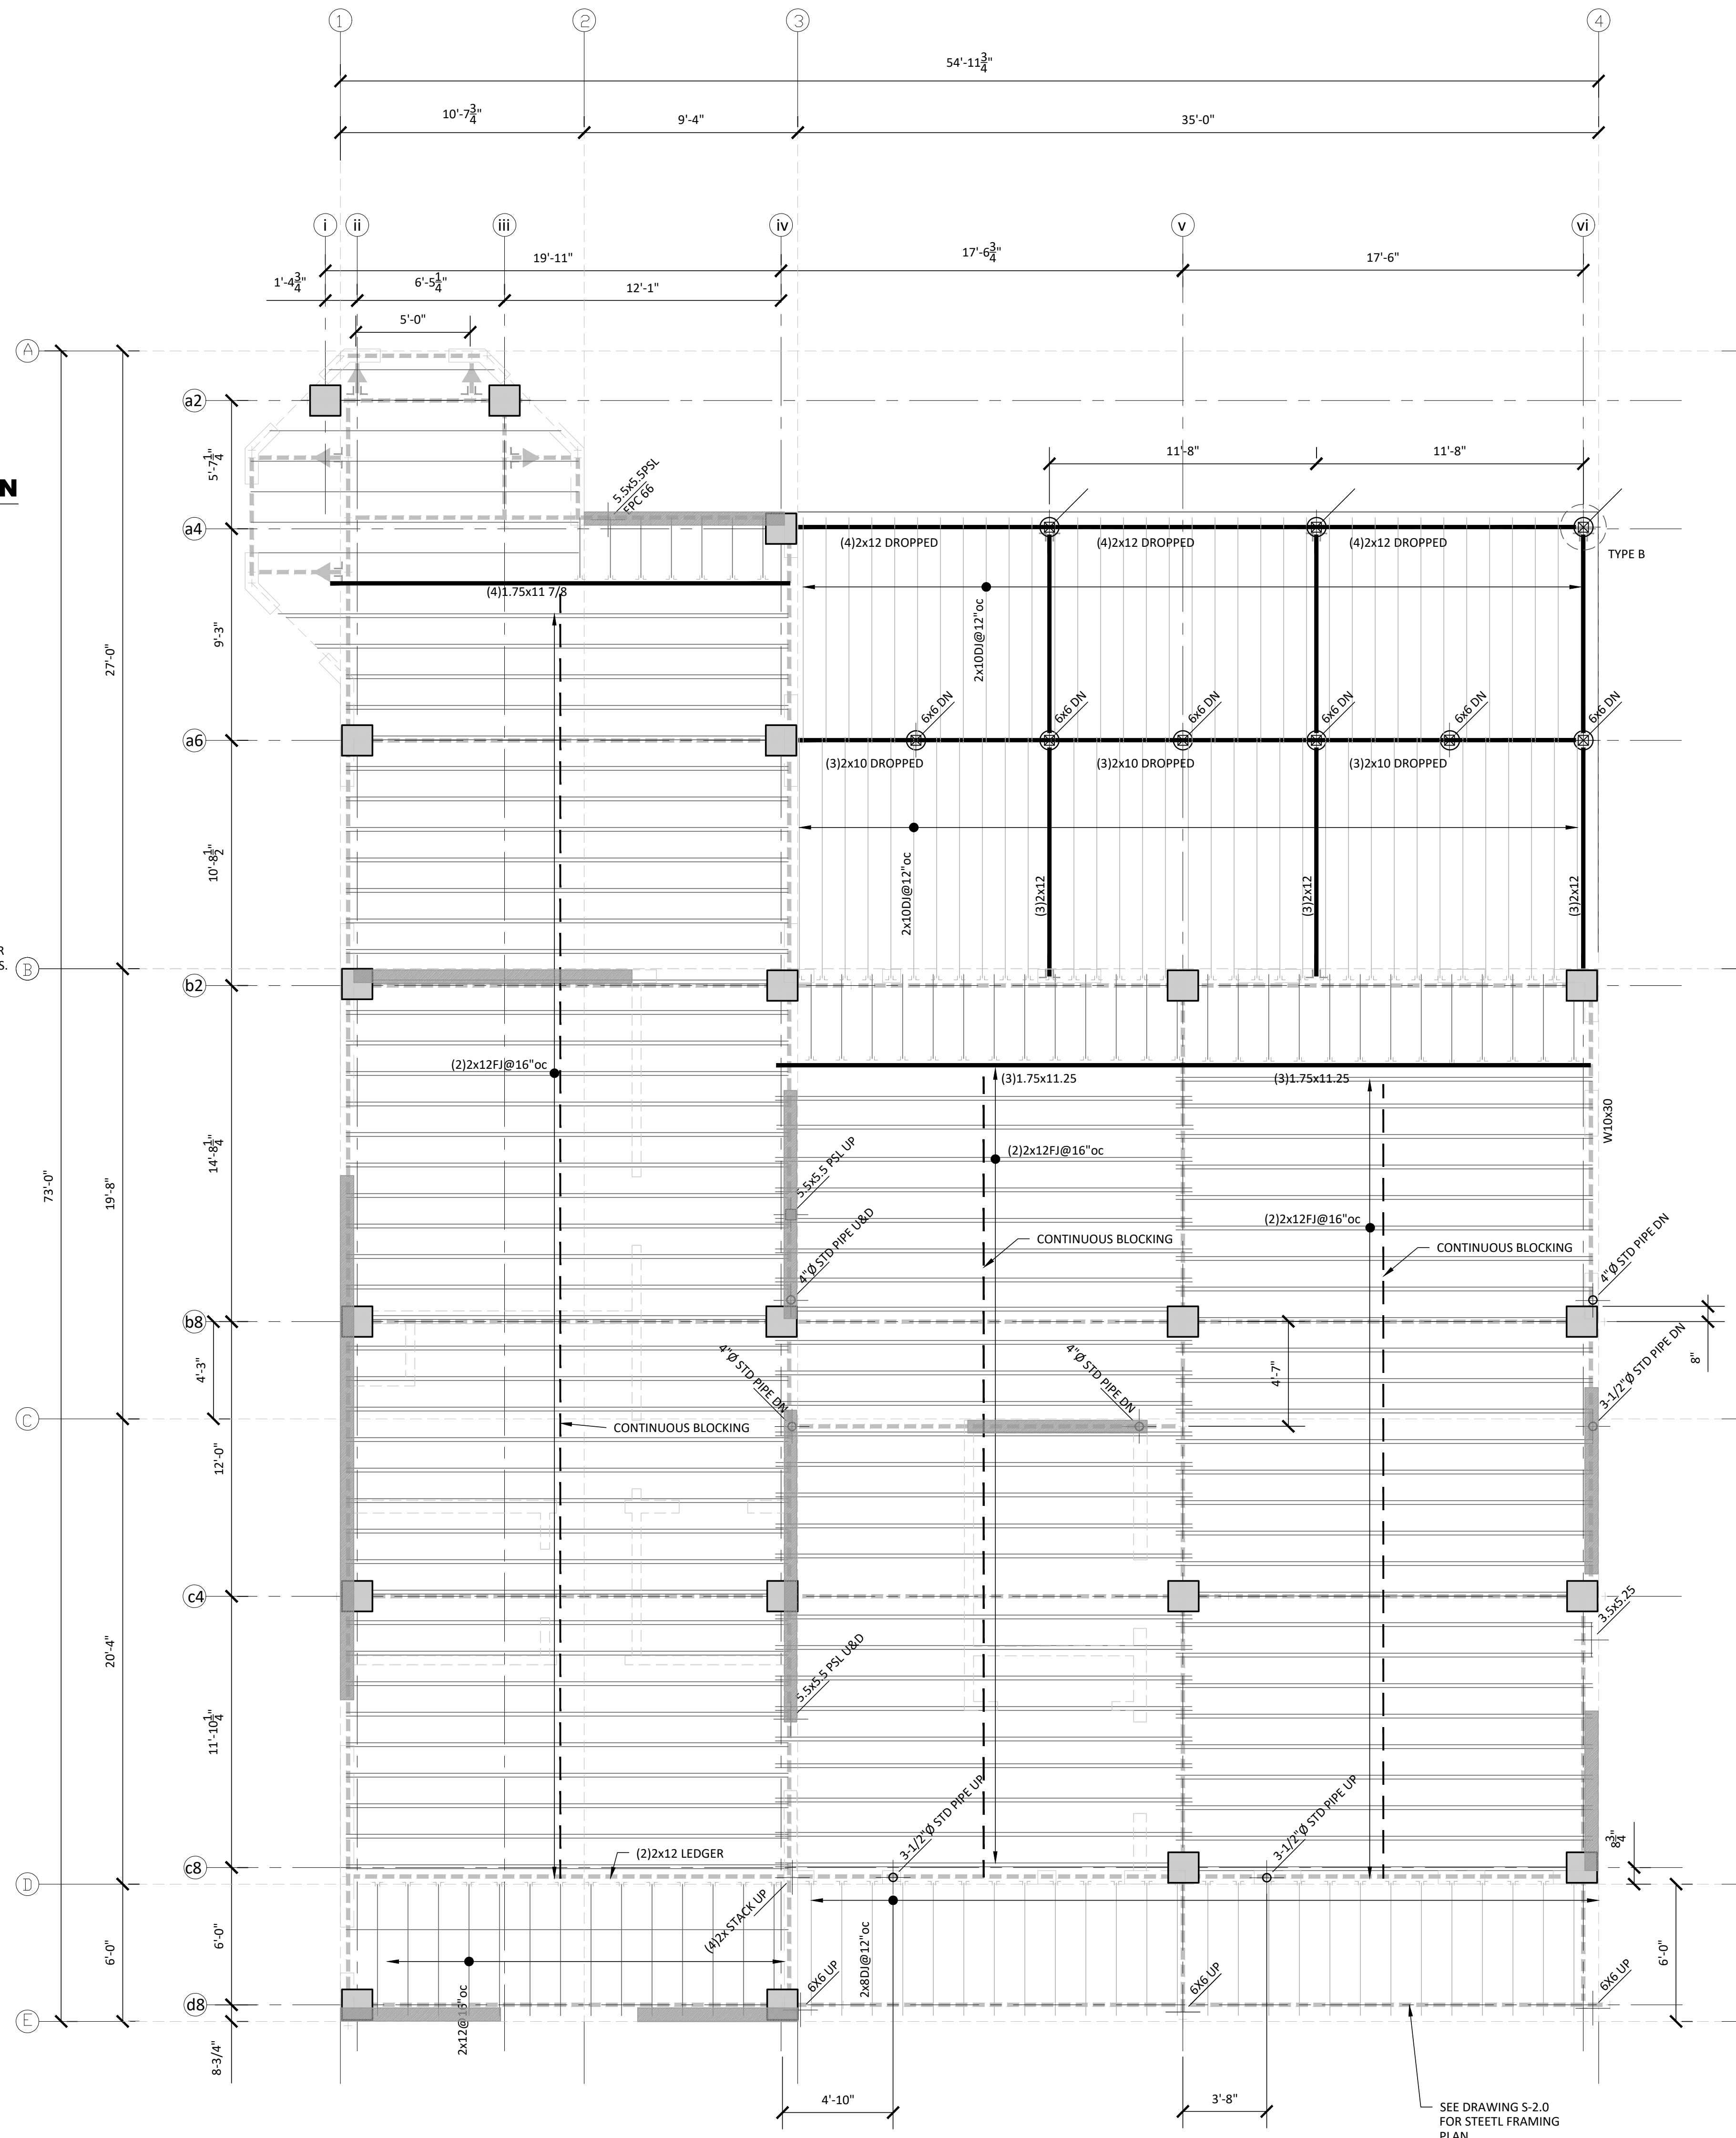 1
2
3
4
54'-11 3/4"
10'-7 3/4"
9'-4"
35'-0"
i
ii
iii
iv
v
vi
19'-11"
17'-6 3/4"
17'-6"
1'-4 3/4"
6'-5 1/4"
12'-1"
5'-0"
A
a2
5'-7 1/4"
11'-8"
11'-8"
N
5.5x5.5PSL
EPC 66
a4
(4)2x12 DROPPED
(4)2x12 DROPPED
(4)2x12 DROPPED
TYPE B
(4)1.75x11 7/8
9'-3"
27'-0"
2x10DJ@12"oc
6x6 DN
6x6 DN
6x6 DN
6x6 DN
6x6 DN
6x6 DN
a6
(3)2x10 DROPPED
(3)2x10 DROPPED
(3)2x10 DROPPED
10'-8 1/2"
2x10DJ@12"oc
(3)2x12
(3)2x12
(3)2x12
R
S.
B
b2
(2)2x12FJ@16"oc
(3)1.75x11.25
(3)1.75x11.25
W10x30
14'-8 1/4"
73'-0"
19'-8"
5.5x5.5 PSL UP
(2)2x12FJ@16"oc
4"Ø STD PIPE U&D
(2)2x12FJ@16"oc
CONTINUOUS BLOCKING
CONTINUOUS BLOCKING
4"Ø STD PIPE DN
b8
4'-3"
4"Ø STD PIPE DN
4"Ø STD PIPE DN
4'-7"
3-1/2"Ø STD PIPE DN
8"
C
CONTINUOUS BLOCKING
12'-0"
c4
3.5x5.25
20'-4"
5.5x5.5 PSL U&D
11'-10 1/4"
3-1/2"Ø STD PIPE UP
3-1/2"Ø STD PIPE UP
8 3/4"
(2)2x12 LEDGER
c8
D
(4)2x STACK UP
6'-0"
6'-0"
2x8DJ@12"oc
6'-0"
6X6 UP
6X6 UP
6X6 UP
d8
E
2x12@16"oc
8-3/4"
4'-10"
3'-8"
SEE DRAWING S-2.0
FOR STEETL FRAMING
PLAN